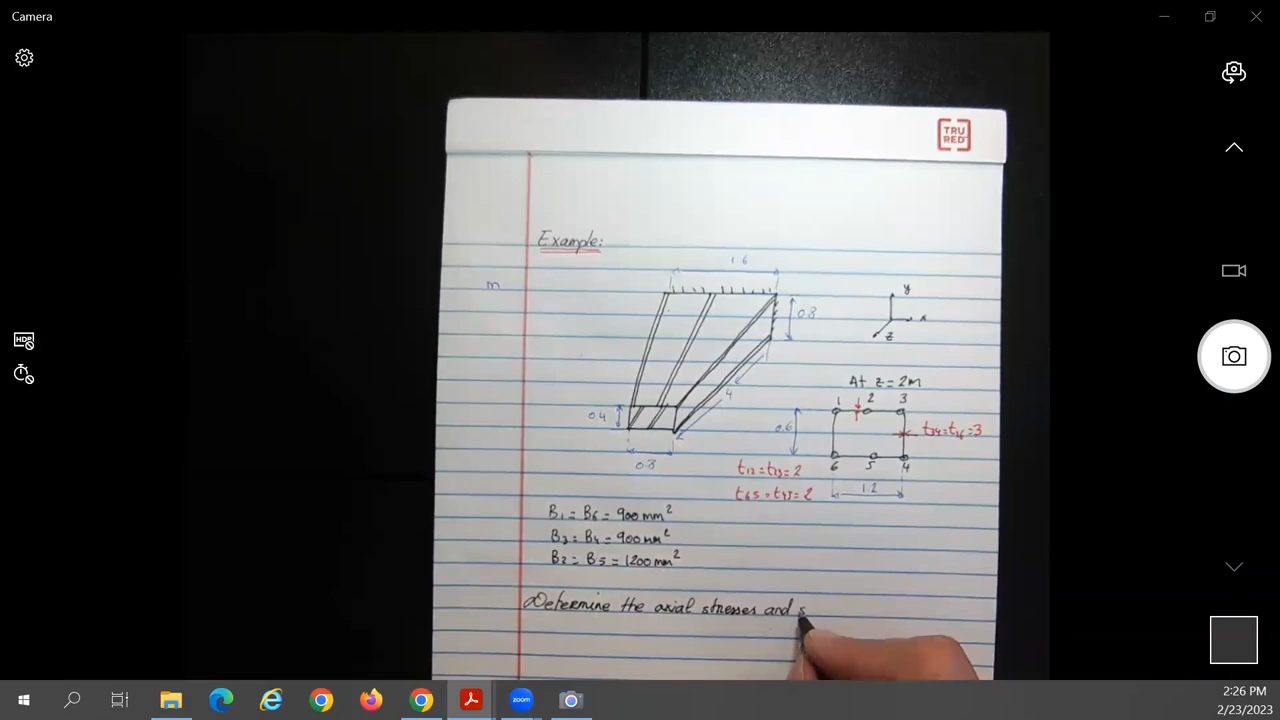 Camera
TRU
RED
Example:
1.6
m
0.8
y
x
z
At z = 2m
1 2 3
0.4
4
0.6
t34 = t16 = 3
6 5 4
0.8
t12 = t23 = 2
1.2
t65 = t45 = 2
B1 = B6 = 900 mm²
B3 = B4 = 900 mm²
B2 = B5 = 1200 mm²
Determine the axial stresses and s
zoom
2:26 PM
2/23/2023